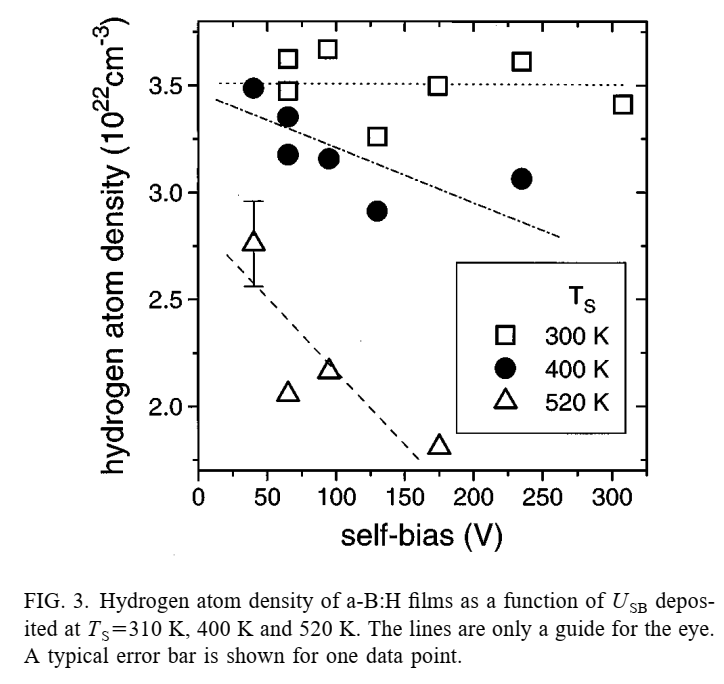 hydrogen atom density (10²²cm⁻³)
3.5
3.0
2.5
2.0
T_S
300 K
400 K
520 K
0 50 100 150 200 250 300
self-bias (V)
FIG. 3. Hydrogen atom density of a-B:H films as a function of U_SB depos-
ited at T_S=310 K, 400 K and 520 K. The lines are only a guide for the eye.
A typical error bar is shown for one data point.